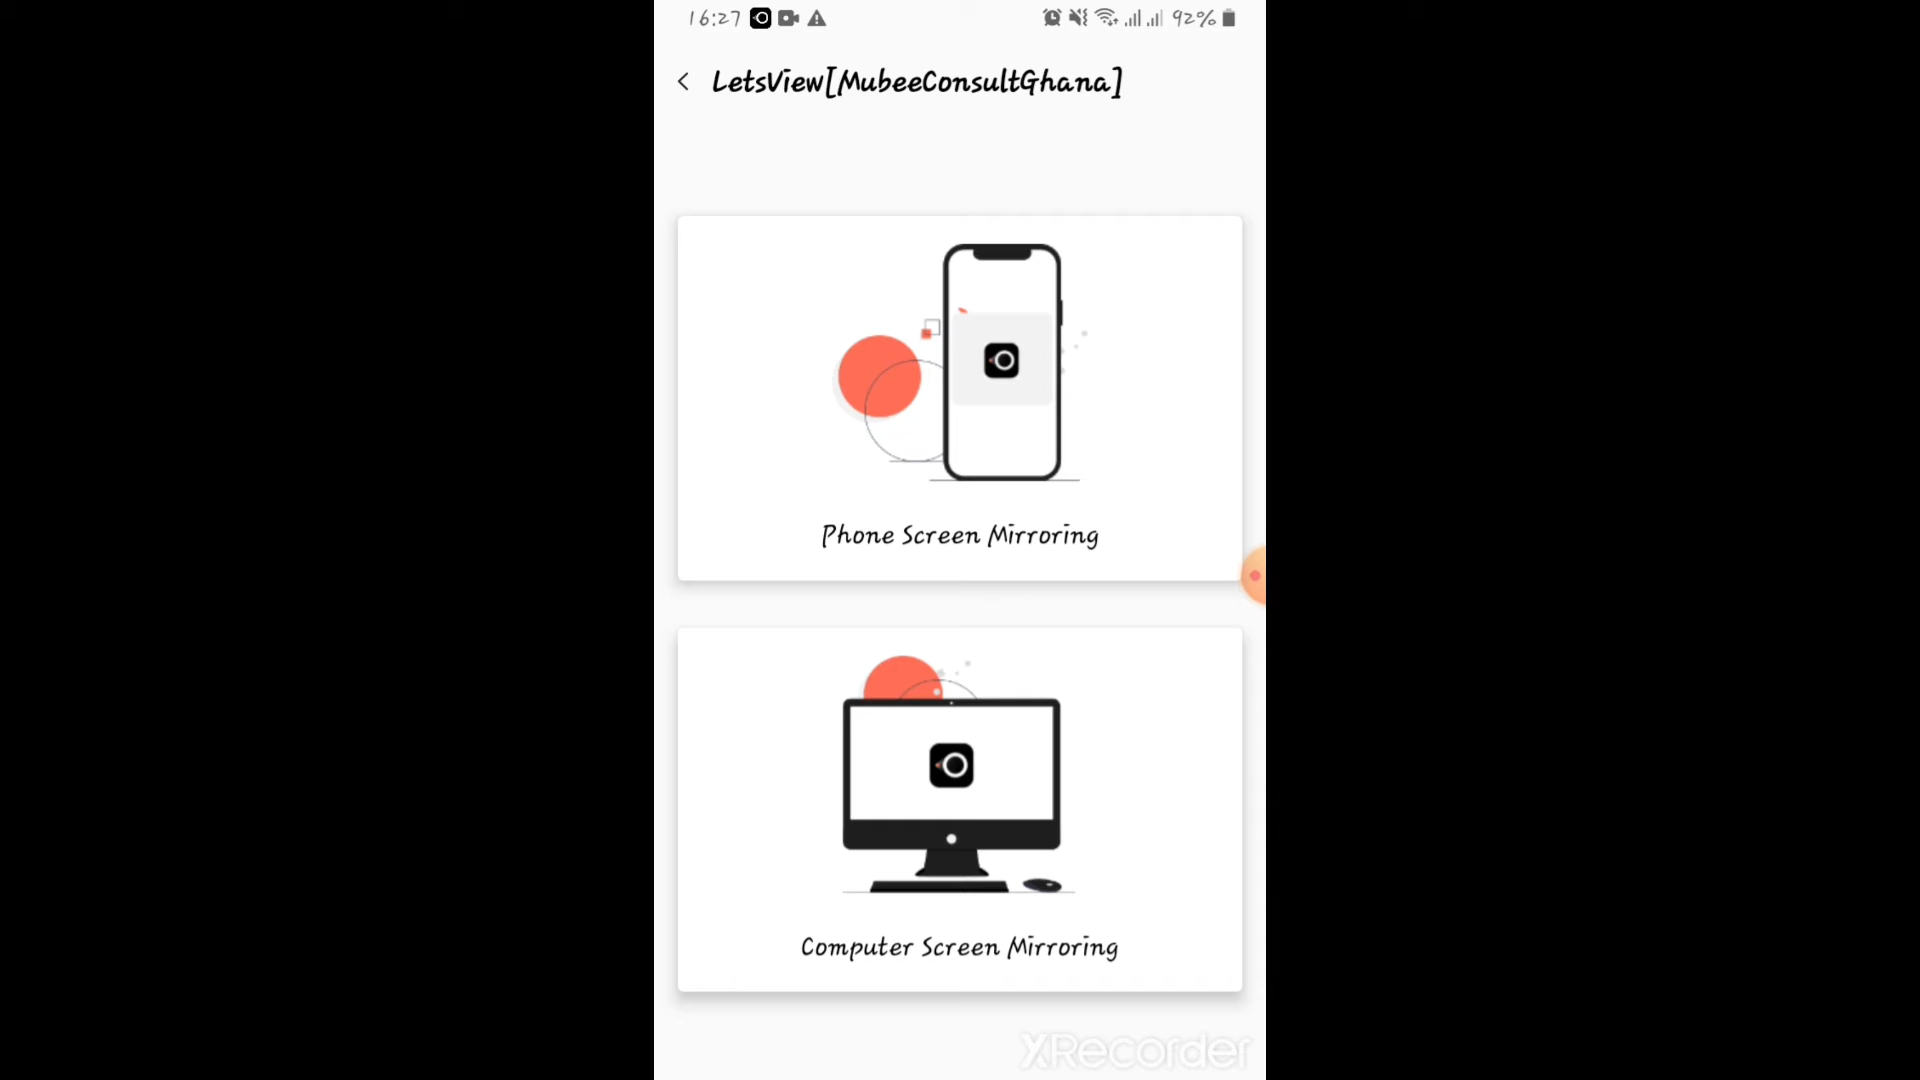 16:27 92%
LetsView[MubeeConsultGhana]
Phone Screen Mirroring
Computer Screen Mirroring
XRecorder